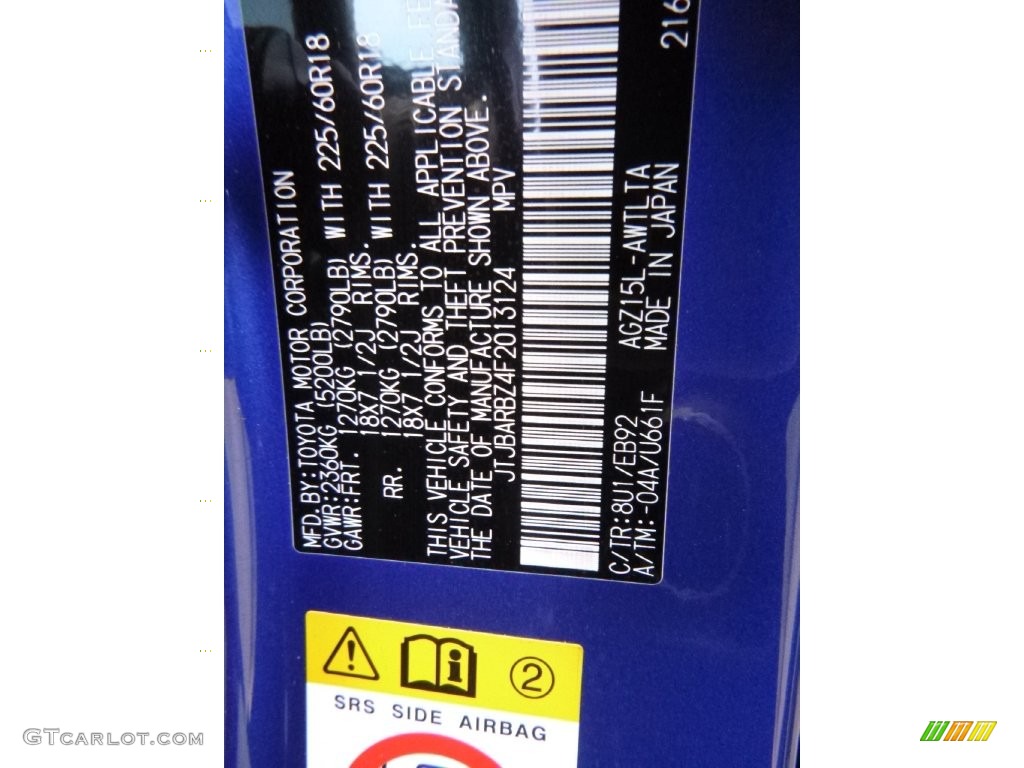 MFD.BY:TOYOTA MOTOR CORPORATION
GVWR:2360KG (5200LB)
GAWR:FRT. 1270KG (2790LB) WITH 225/60R18
18X7 1/2J RIMS.
RR. 1270KG (2790LB) WITH 225/60R18
18X7 1/2J RIMS.
THIS VEHICLE CONFORMS TO ALL APPLICABLE FE
VEHICLE SAFETY AND THEFT PREVENTION STANDA
THE DATE OF MANUFACTURE SHOWN ABOVE.
JTJBARBZ4F2013124 MPV
C/TR:8U1/EB92 AGZ15L-AWTLTA 216
A/TM:-04A/U661F MADE IN JAPAN
2
SRS SIDE AIRBAG
GTCARLOT.COM